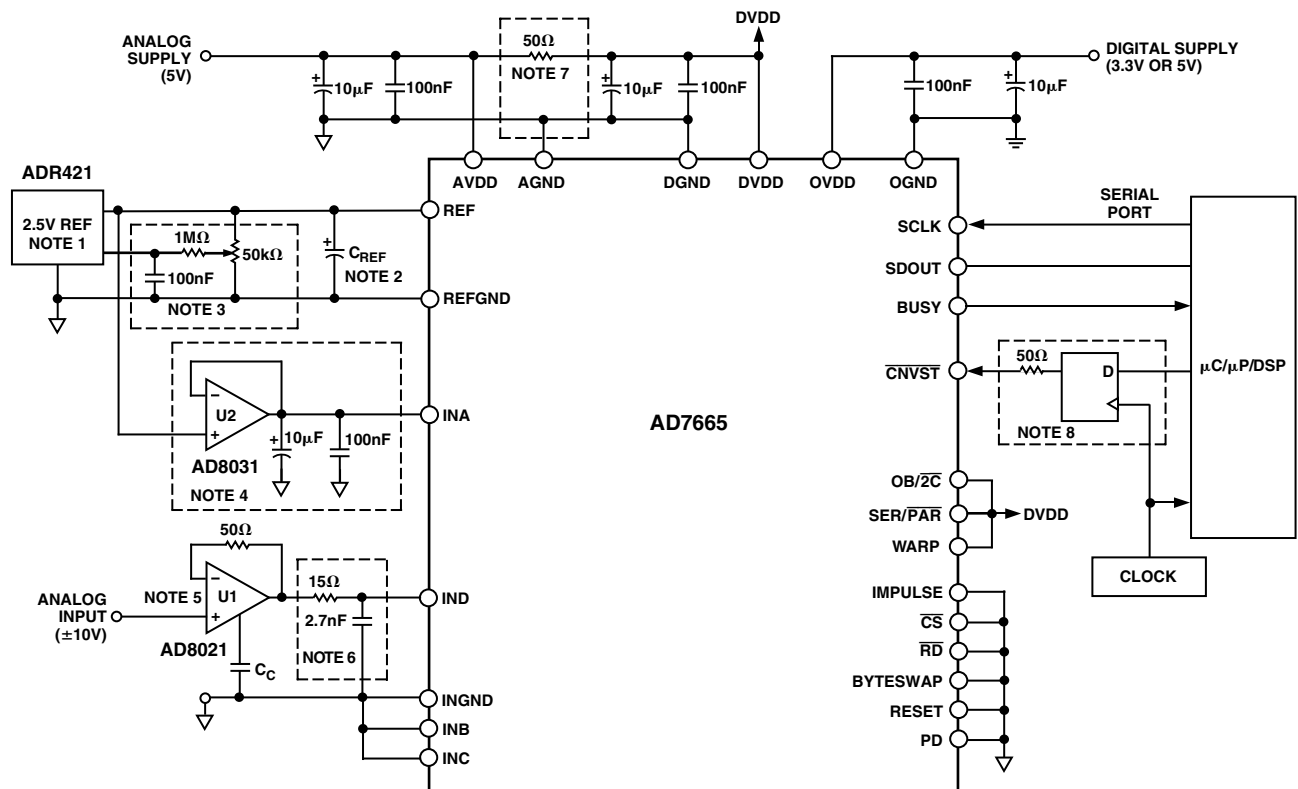 DVDD
ANALOG
SUPPLY
(5V)
50Ω
NOTE 7
DIGITAL SUPPLY
(3.3V OR 5V)
+
10μF
100nF
+
10μF
100nF
100nF
+
10μF
AVDD
AGND
DGND
DVDD
OVDD
OGND
ADR421
2.5V REF
NOTE 1
1MΩ
50kΩ
100nF
NOTE 3
+
CREF
NOTE 2
REF
REFGND
SERIAL
PORT
SCLK
SDOUT
BUSY
CNVST
50Ω
D
NOTE 8
μC/μP/DSP
−
U2
+
AD8031
NOTE 4
+
10μF
100nF
INA
AD7665
OB/2C
SER/PAR
WARP
DVDD
CLOCK
50Ω
ANALOG
INPUT
(±10V)
NOTE 5
−
U1
+
AD8021
CC
15Ω
2.7nF
NOTE 6
IND
INGND
INB
INC
IMPULSE
CS
RD
BYTESWAP
RESET
PD